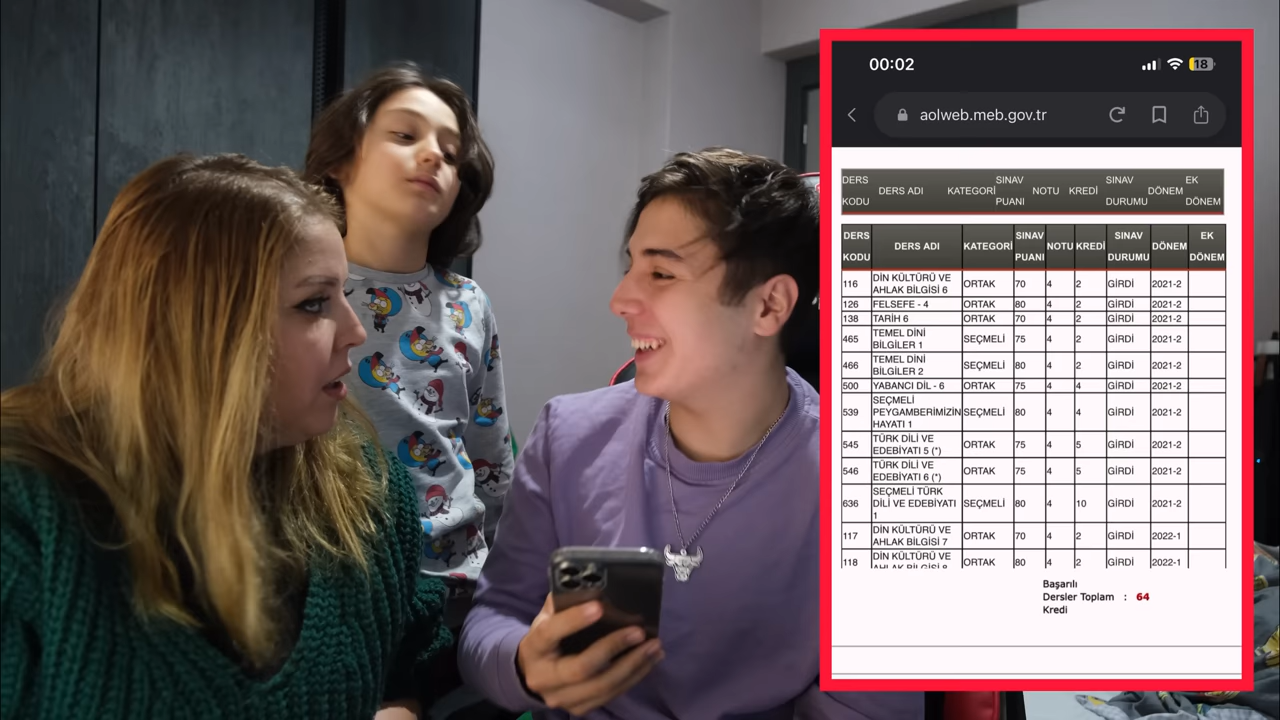 00:02
18
aolweb.meb.gov.tr
DERS KODU DERS ADI KATEGORİ SINAV PUANI NOTU KREDİ SINAV DURUMU DÖNEM EK DÖNEM
DERS KODU DERS ADI KATEGORİ SINAV PUANI NOTU KREDİ SINAV DURUMU DÖNEM EK DÖNEM
116 DİN KÜLTÜRÜ VE AHLAK BİLGİSİ 6 ORTAK 70 4 2 GİRDİ 2021-2
126 FELSEFE - 4 ORTAK 80 4 2 GİRDİ 2021-2
138 TARİH 6 ORTAK 70 4 2 GİRDİ 2021-2
465 TEMEL DİNİ BİLGİLER 1 SEÇMELİ 75 4 2 GİRDİ 2021-2
466 TEMEL DİNİ BİLGİLER 2 SEÇMELİ 80 4 2 GİRDİ 2021-2
500 YABANCI DİL - 6 ORTAK 75 4 4 GİRDİ 2021-2
539 SEÇMELİ PEYGAMBERİMİZİN HAYATI 1 SEÇMELİ 80 4 4 GİRDİ 2021-2
545 TÜRK DİLİ VE EDEBİYATI 5 (*) ORTAK 75 4 5 GİRDİ 2021-2
546 TÜRK DİLİ VE EDEBİYATI 6 (*) ORTAK 75 4 5 GİRDİ 2021-2
636 SEÇMELİ TÜRK DİLİ VE EDEBİYATI 1 SEÇMELİ 80 4 10 GİRDİ 2021-2
117 DİN KÜLTÜRÜ VE AHLAK BİLGİSİ 7 ORTAK 70 4 2 GİRDİ 2022-1
118 DİN KÜLTÜRÜ VE AHLAK BİLGİSİ 8 ORTAK 80 4 2 GİRDİ 2022-1
Başarılı
Dersler Toplam : 64
Kredi